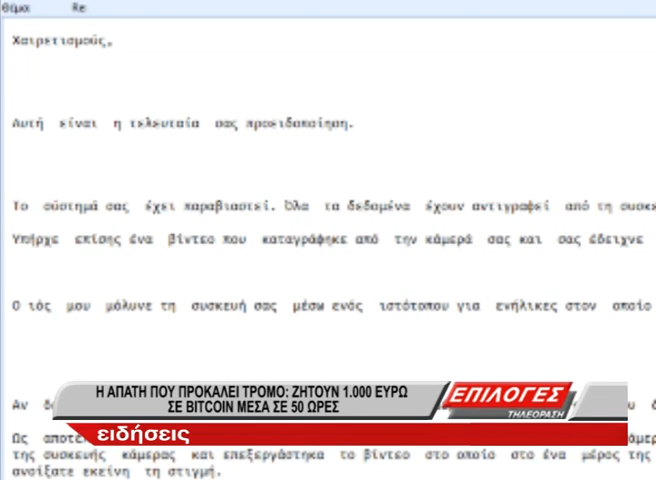 Θέμα Re
Χαιρετισμούς,
Αυτή είναι η τελευταία σας προειδοποίηση.
Το σύστημά σας έχει παραβιαστεί. Όλα τα δεδομένα έχουν αντιγραφεί από τη συσκε
Υπήρχε επίσης ένα βίντεο που καταγράφηκε από την κάμερά σας και σας έδειχνε
Ο ιός μου μόλυνε τη συσκευή σας μέσω ενός ιστότοπου για ενήλικες στον οποίο
Αν
Η ΑΠΑΤΗ ΠΟΥ ΠΡΟΚΑΛΕΙ ΤΡΟΜΟ: ΖΗΤΟΥΝ 1.000 ΕΥΡΩ
ΣΕ BITCOIN ΜΕΣΑ ΣΕ 50 ΩΡΕΣ
ΕΠΙΛΟΓΕΣ
ΤΗΛΕΟΡΑΣΗ
ειδήσεις
Ως
της συσκευής κάμερας και επεξεργάστηκα το βίντεο στο οποίο στο ένα μέρος της
ανοίξατε εκείνη τη στιγμή.